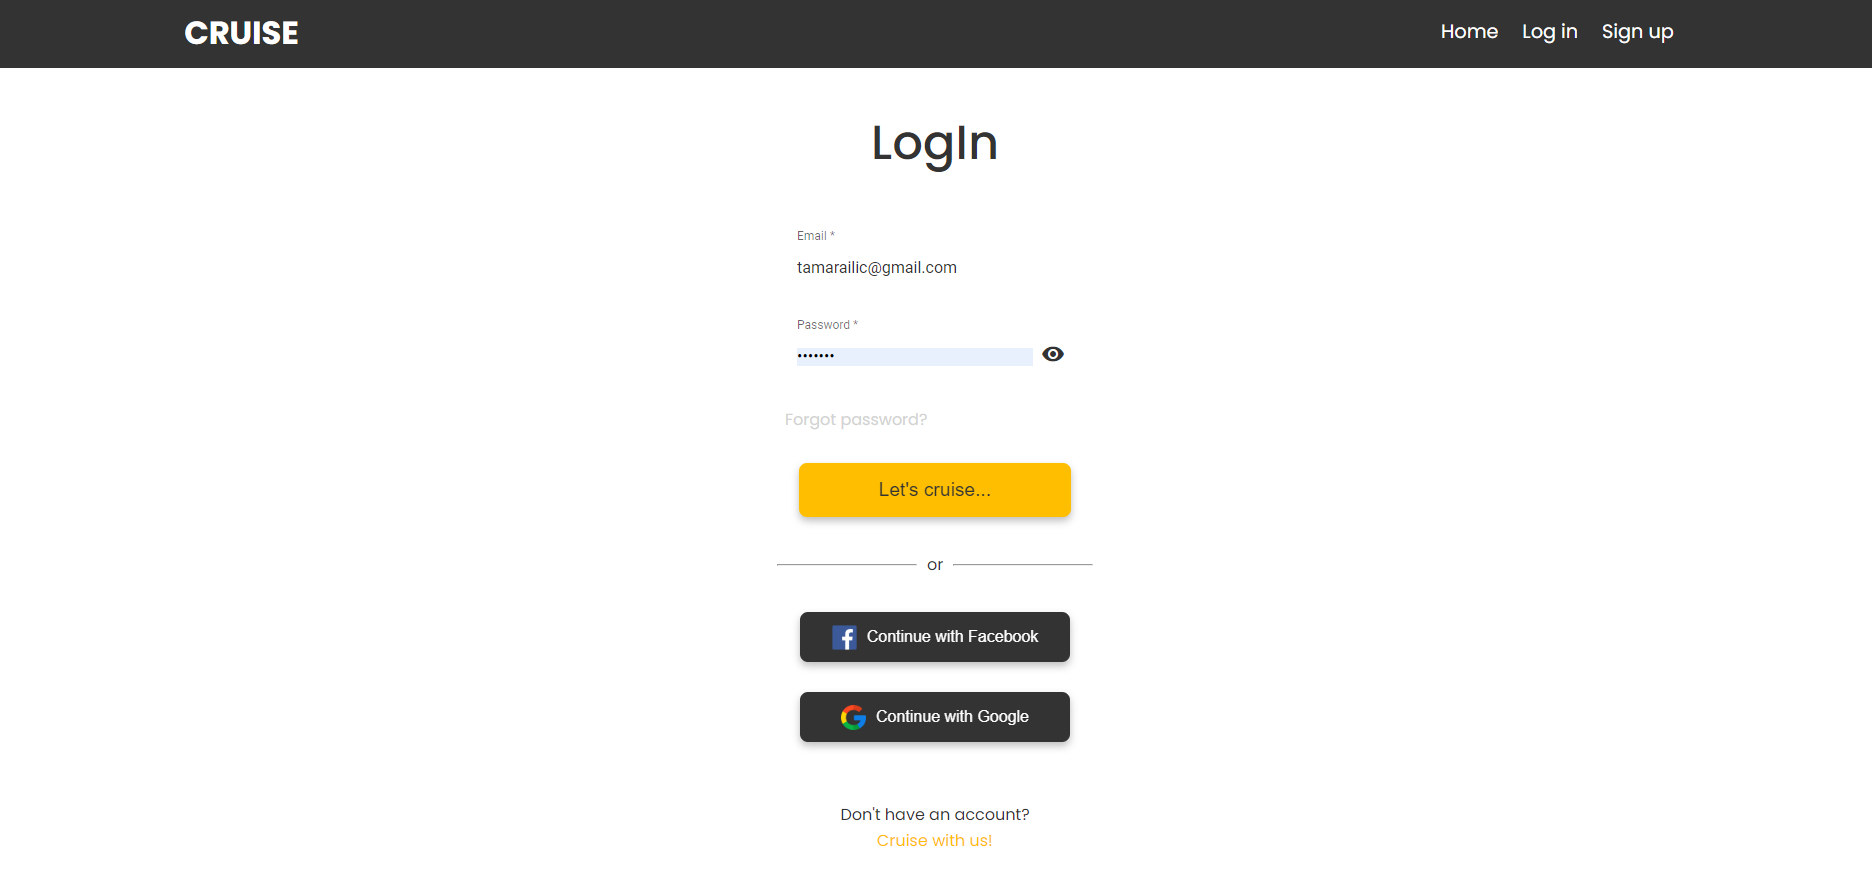 CRUISE
Home Log in Sign up
LogIn
Email *
tamarailic@gmail.com
Password *
•••••••
Forgot password?
Let's cruise...
or
Continue with Facebook
Continue with Google
Don't have an account?
Cruise with us!